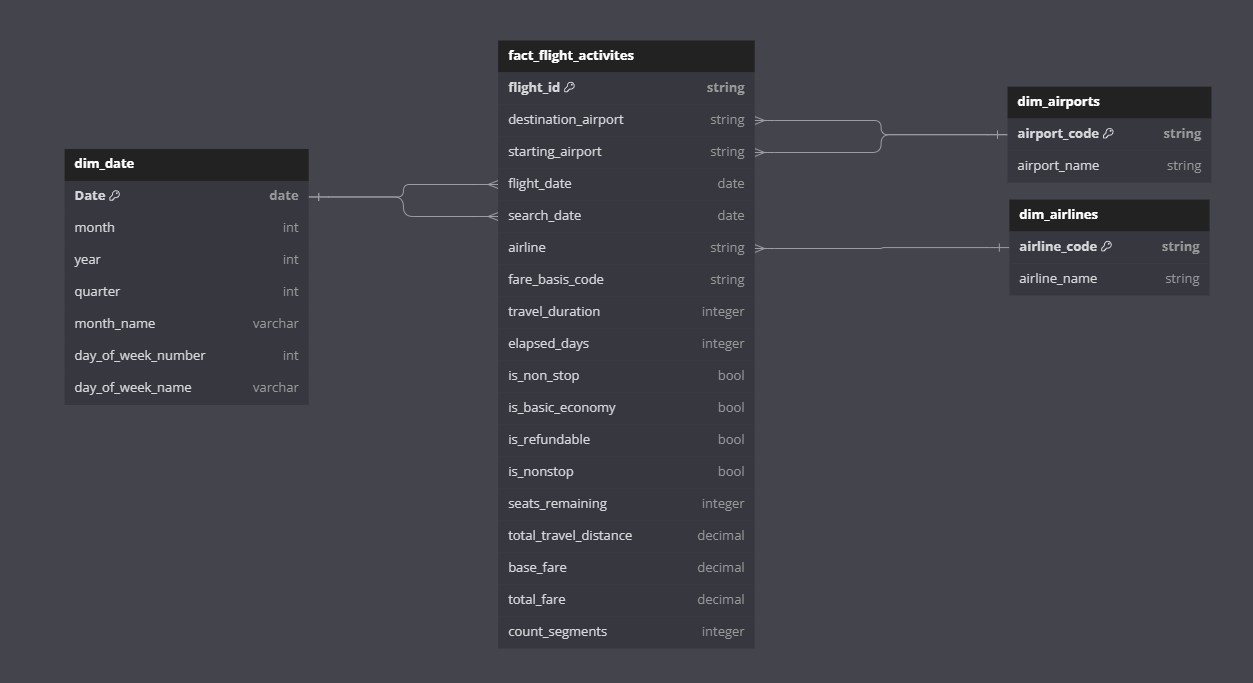 dim_date
Date date
month int
year int
quarter int
month_name varchar
day_of_week_number int
day_of_week_name varchar
fact_flight_activites
flight_id string
destination_airport string
starting_airport string
flight_date date
search_date date
airline string
fare_basis_code string
travel_duration integer
elapsed_days integer
is_non_stop bool
is_basic_economy bool
is_refundable bool
is_nonstop bool
seats_remaining integer
total_travel_distance decimal
base_fare decimal
total_fare decimal
count_segments integer
dim_airports
airport_code string
airport_name string
dim_airlines
airline_code string
airline_name string